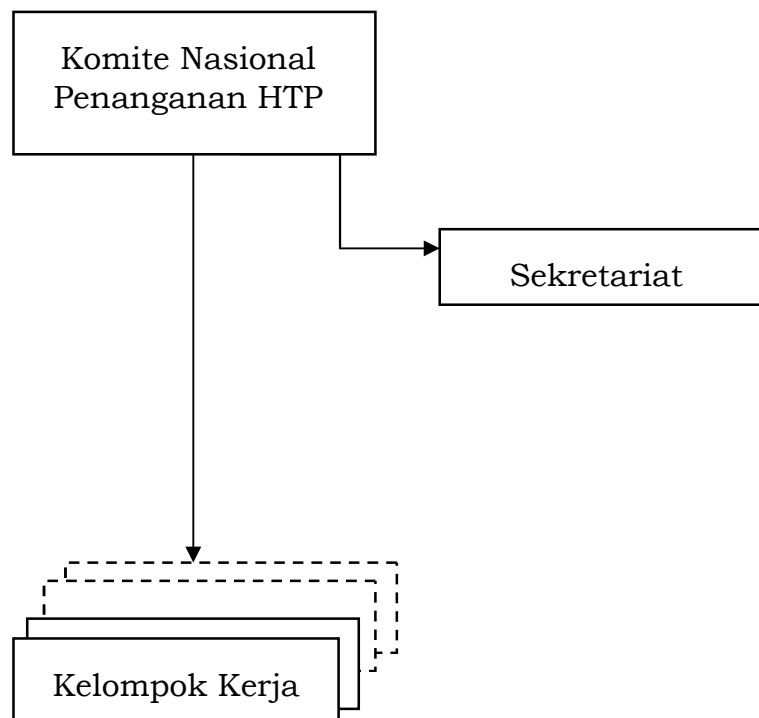 Komite Nasional
Penanganan HTP
Sekretariat
Kelompok Kerja